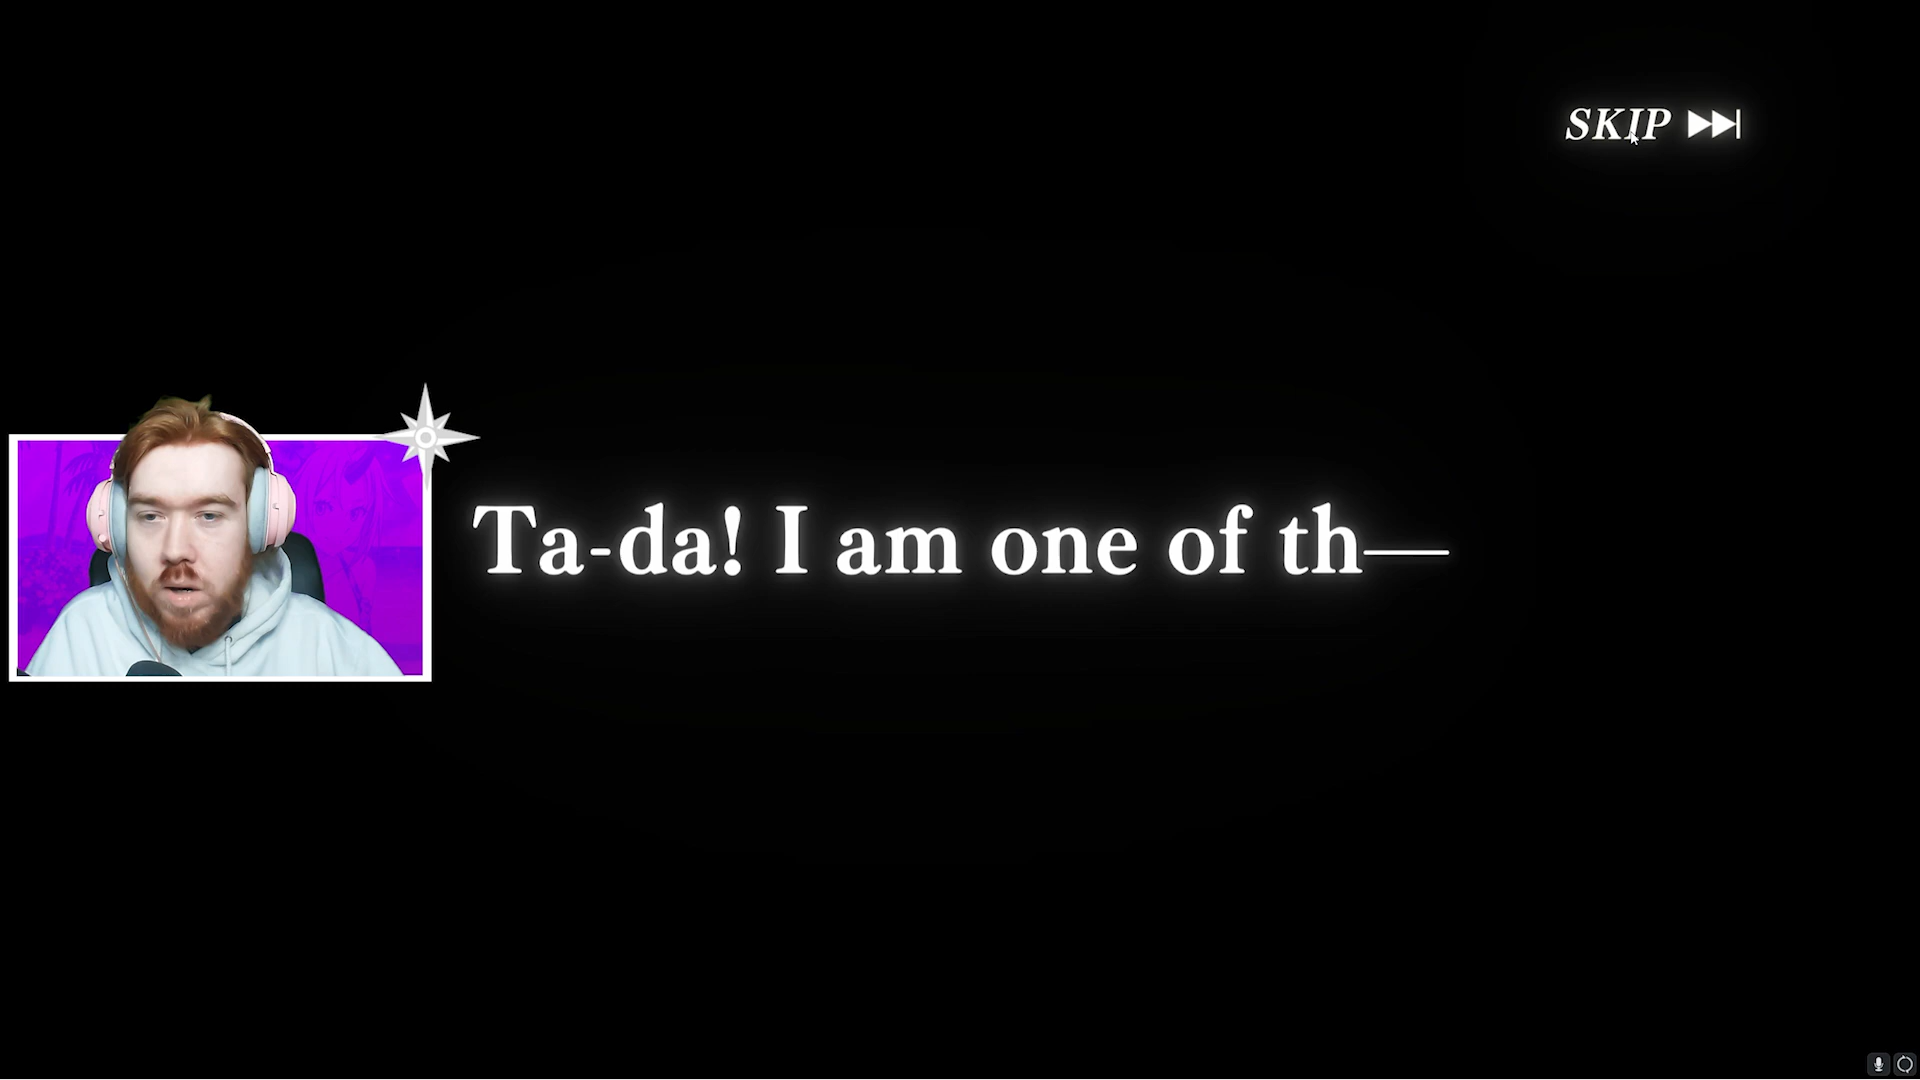 SKIP
Ta-da! I am one of th—